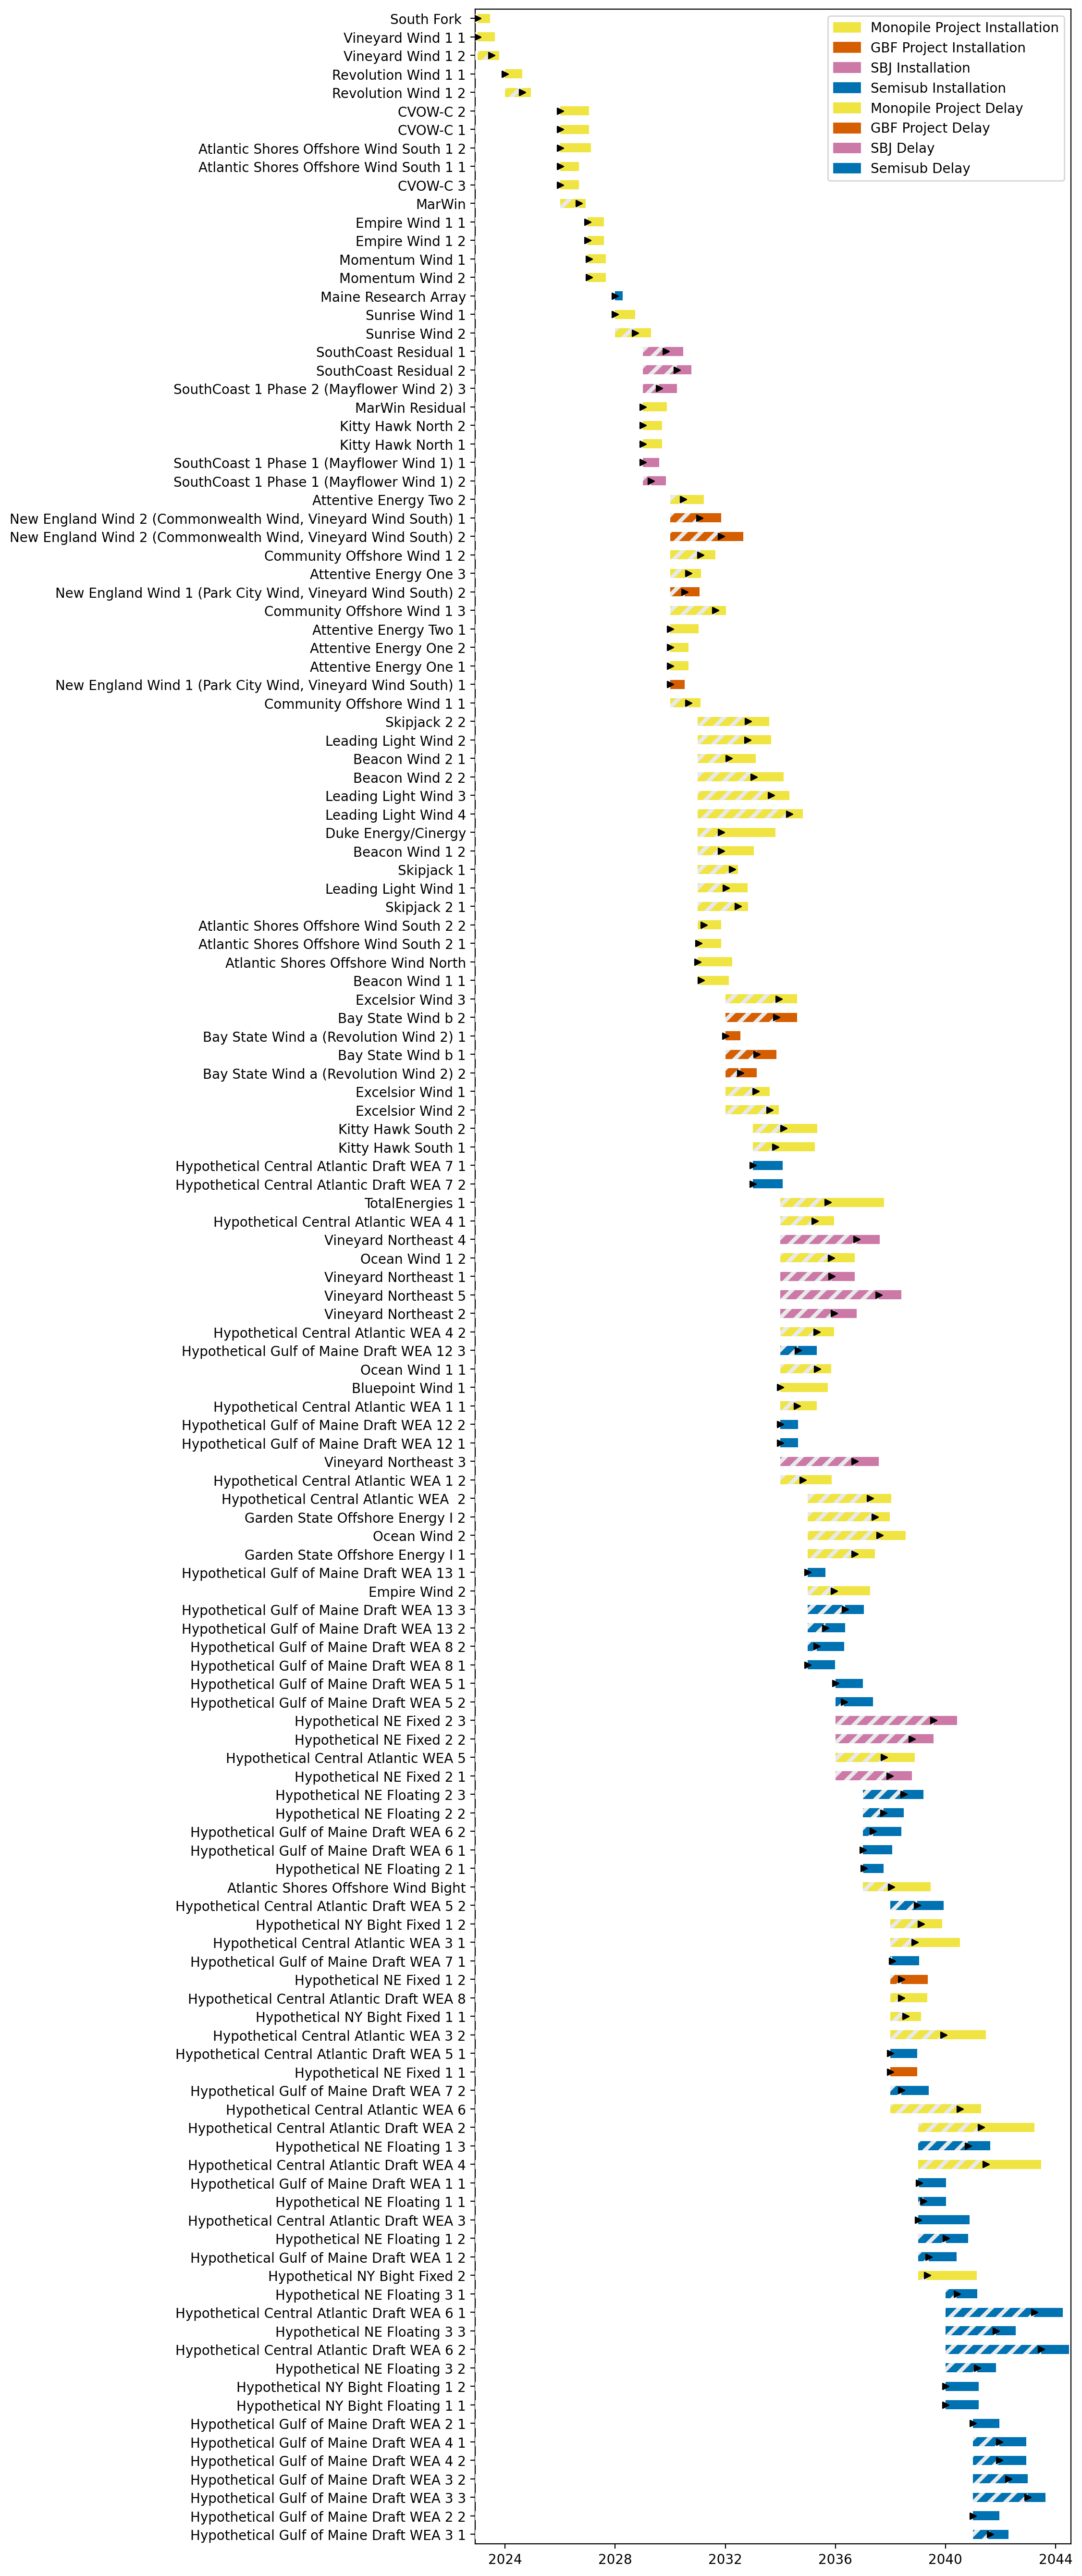 South Fork
Vineyard Wind 1 1
Vineyard Wind 1 2
Revolution Wind 1 1
Revolution Wind 1 2
CVOW-C 2
CVOW-C 1
Atlantic Shores Offshore Wind South 1 2
Atlantic Shores Offshore Wind South 1 1
CVOW-C 3
MarWin
Empire Wind 1 1
Empire Wind 1 2
Momentum Wind 1
Momentum Wind 2
Maine Research Array
Sunrise Wind 1
Sunrise Wind 2
SouthCoast Residual 1
SouthCoast Residual 2
SouthCoast 1 Phase 2 (Mayflower Wind 2) 3
MarWin Residual
Kitty Hawk North 2
Kitty Hawk North 1
SouthCoast 1 Phase 1 (Mayflower Wind 1) 1
SouthCoast 1 Phase 1 (Mayflower Wind 1) 2
Attentive Energy Two 2
New England Wind 2 (Commonwealth Wind, Vineyard Wind South) 1
New England Wind 2 (Commonwealth Wind, Vineyard Wind South) 2
Community Offshore Wind 1 2
Attentive Energy One 3
New England Wind 1 (Park City Wind, Vineyard Wind South) 2
Community Offshore Wind 1 3
Attentive Energy Two 1
Attentive Energy One 2
Attentive Energy One 1
New England Wind 1 (Park City Wind, Vineyard Wind South) 1
Community Offshore Wind 1 1
Skipjack 2 2
Leading Light Wind 2
Beacon Wind 2 1
Beacon Wind 2 2
Leading Light Wind 3
Leading Light Wind 4
Duke Energy/Cinergy
Beacon Wind 1 2
Skipjack 1
Leading Light Wind 1
Skipjack 2 1
Atlantic Shores Offshore Wind South 2 2
Atlantic Shores Offshore Wind South 2 1
Atlantic Shores Offshore Wind North
Beacon Wind 1 1
Excelsior Wind 3
Bay State Wind b 2
Bay State Wind a (Revolution Wind 2) 1
Bay State Wind b 1
Bay State Wind a (Revolution Wind 2) 2
Excelsior Wind 1
Excelsior Wind 2
Kitty Hawk South 2
Kitty Hawk South 1
Hypothetical Central Atlantic Draft WEA 7 1
Hypothetical Central Atlantic Draft WEA 7 2
TotalEnergies 1
Hypothetical Central Atlantic WEA 4 1
Vineyard Northeast 4
Ocean Wind 1 2
Vineyard Northeast 1
Vineyard Northeast 5
Vineyard Northeast 2
Hypothetical Central Atlantic WEA 4 2
Hypothetical Gulf of Maine Draft WEA 12 3
Ocean Wind 1 1
Bluepoint Wind 1
Hypothetical Central Atlantic WEA 1 1
Hypothetical Gulf of Maine Draft WEA 12 2
Hypothetical Gulf of Maine Draft WEA 12 1
Vineyard Northeast 3
Hypothetical Central Atlantic WEA 1 2
Hypothetical Central Atlantic WEA  2
Garden State Offshore Energy I 2
Ocean Wind 2
Garden State Offshore Energy I 1
Hypothetical Gulf of Maine Draft WEA 13 1
Empire Wind 2
Hypothetical Gulf of Maine Draft WEA 13 3
Hypothetical Gulf of Maine Draft WEA 13 2
Hypothetical Gulf of Maine Draft WEA 8 2
Hypothetical Gulf of Maine Draft WEA 8 1
Hypothetical Gulf of Maine Draft WEA 5 1
Hypothetical Gulf of Maine Draft WEA 5 2
Hypothetical NE Fixed 2 3
Hypothetical NE Fixed 2 2
Hypothetical Central Atlantic WEA 5
Hypothetical NE Fixed 2 1
Hypothetical NE Floating 2 3
Hypothetical NE Floating 2 2
Hypothetical Gulf of Maine Draft WEA 6 2
Hypothetical Gulf of Maine Draft WEA 6 1
Hypothetical NE Floating 2 1
Atlantic Shores Offshore Wind Bight
Hypothetical Central Atlantic Draft WEA 5 2
Hypothetical NY Bight Fixed 1 2
Hypothetical Central Atlantic WEA 3 1
Hypothetical Gulf of Maine Draft WEA 7 1
Hypothetical NE Fixed 1 2
Hypothetical Central Atlantic Draft WEA 8
Hypothetical NY Bight Fixed 1 1
Hypothetical Central Atlantic WEA 3 2
Hypothetical Central Atlantic Draft WEA 5 1
Hypothetical NE Fixed 1 1
Hypothetical Gulf of Maine Draft WEA 7 2
Hypothetical Central Atlantic WEA 6
Hypothetical Central Atlantic Draft WEA 2
Hypothetical NE Floating 1 3
Hypothetical Central Atlantic Draft WEA 4
Hypothetical Gulf of Maine Draft WEA 1 1
Hypothetical NE Floating 1 1
Hypothetical Central Atlantic Draft WEA 3
Hypothetical NE Floating 1 2
Hypothetical Gulf of Maine Draft WEA 1 2
Hypothetical NY Bight Fixed 2
Hypothetical NE Floating 3 1
Hypothetical Central Atlantic Draft WEA 6 1
Hypothetical NE Floating 3 3
Hypothetical Central Atlantic Draft WEA 6 2
Hypothetical NE Floating 3 2
Hypothetical NY Bight Floating 1 2
Hypothetical NY Bight Floating 1 1
Hypothetical Gulf of Maine Draft WEA 2 1
Hypothetical Gulf of Maine Draft WEA 4 1
Hypothetical Gulf of Maine Draft WEA 4 2
Hypothetical Gulf of Maine Draft WEA 3 2
Hypothetical Gulf of Maine Draft WEA 3 3
Hypothetical Gulf of Maine Draft WEA 2 2
Hypothetical Gulf of Maine Draft WEA 3 1
Monopile Project Installation
GBF Project Installation
SBJ Installation
Semisub Installation
Monopile Project Delay
GBF Project Delay
SBJ Delay
Semisub Delay
2024 2028 2032 2036 2040 2044